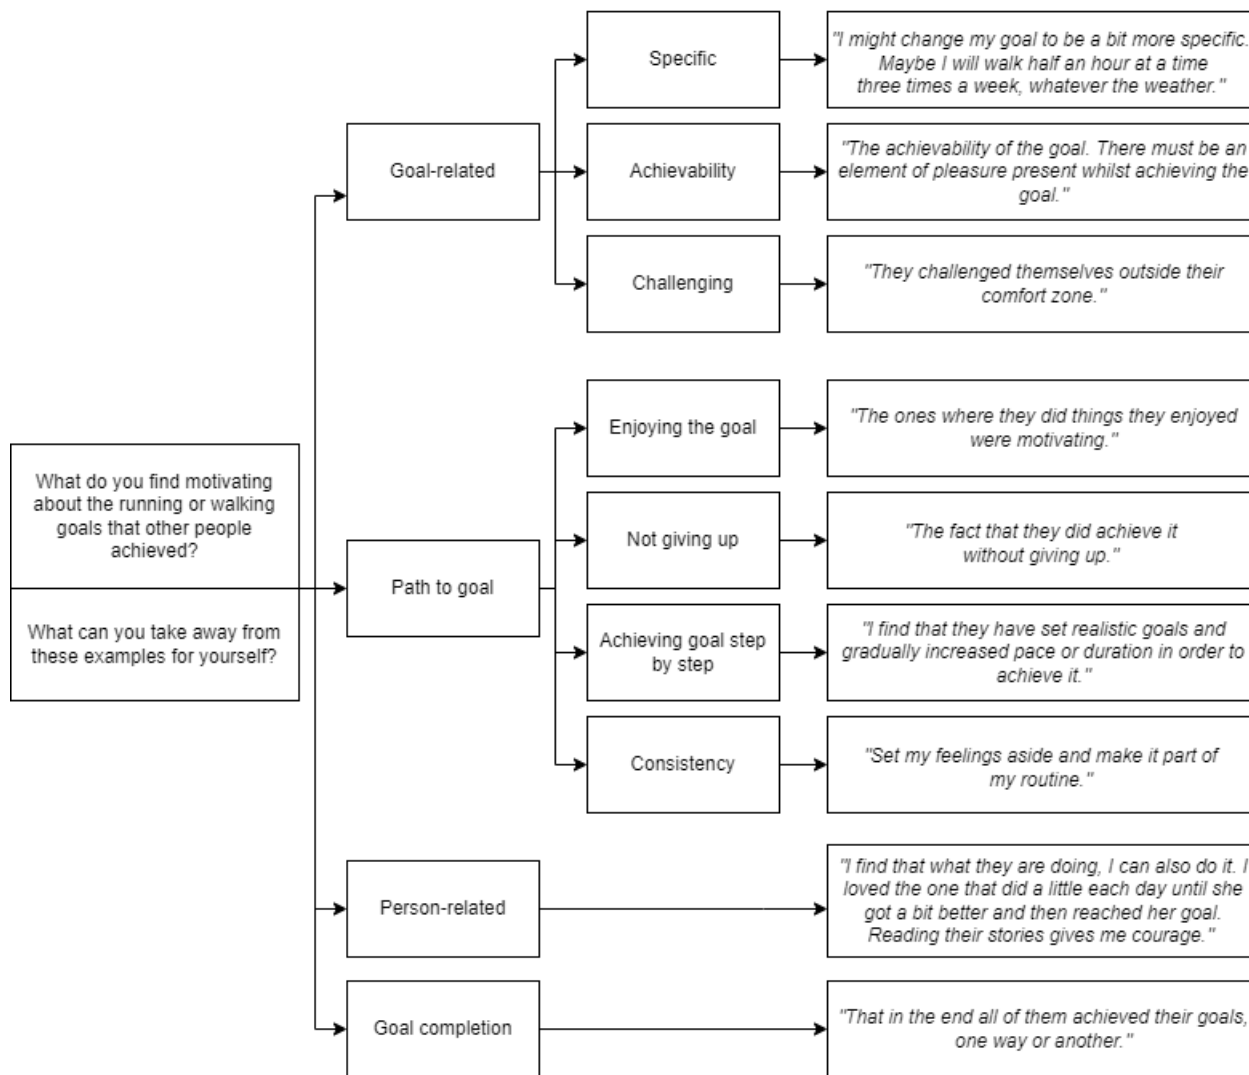 What do you find motivating
about the running or walking
goals that other people
achieved?
What can you take away from
these examples for yourself?
Goal-related
Specific
"I might change my goal to be a bit more specific.
Maybe I will walk half an hour at a time
three times a week, whatever the weather."
Achievability
"The achievability of the goal. There must be an
element of pleasure present whilst achieving the
goal."
Challenging
"They challenged themselves outside their
comfort zone."
Path to goal
Enjoying the goal
"The ones where they did things they enjoyed
were motivating."
Not giving up
"The fact that they did achieve it
without giving up."
Achieving goal step
by step
"I find that they have set realistic goals and
gradually increased pace or duration in order to
achieve it."
Consistency
"Set my feelings aside and make it part of
my routine."
Person-related
"I find that what they are doing, I can also do it. I
loved the one that did a little each day until she
got a bit better and then reached her goal.
Reading their stories gives me courage."
Goal completion
"That in the end all of them achieved their goals,
one way or another."